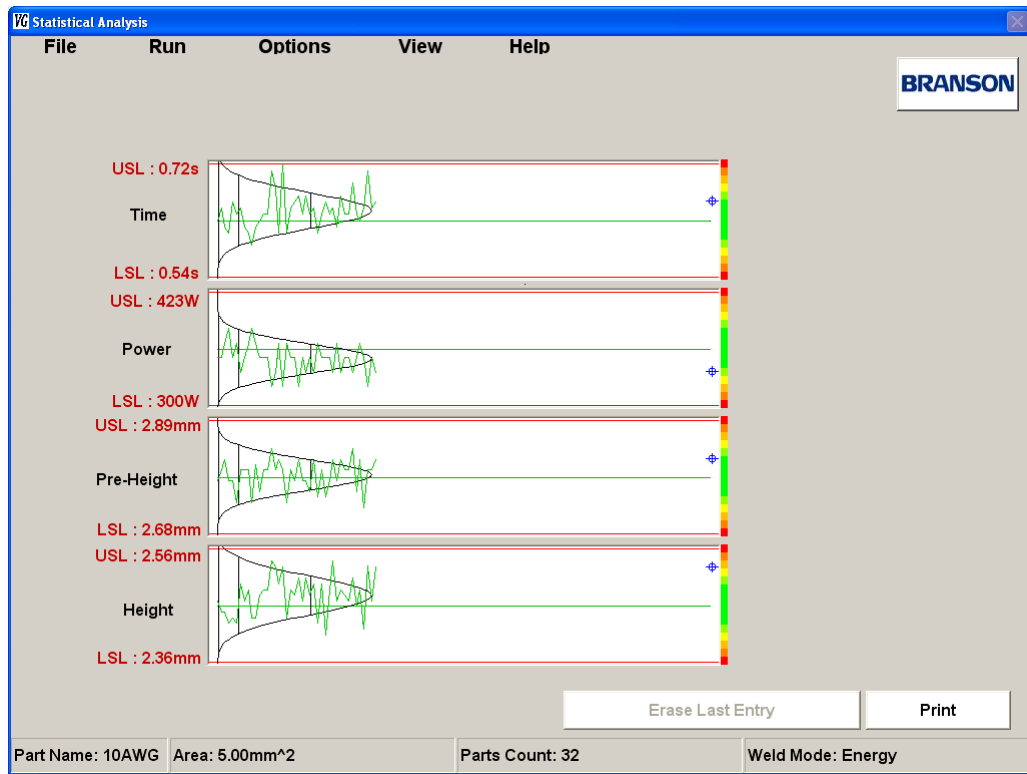 VG Statistical Analysis
File Run Options View Help
BRANSON
USL : 0.72s
Time
LSL : 0.54s
USL : 423W
Power
LSL : 300W
USL : 2.89mm
Pre-Height
LSL : 2.68mm
USL : 2.56mm
Height
LSL : 2.36mm
Erase Last Entry Print
Part Name: 10AWG Area: 5.00mm^2 Parts Count: 32 Weld Mode: Energy